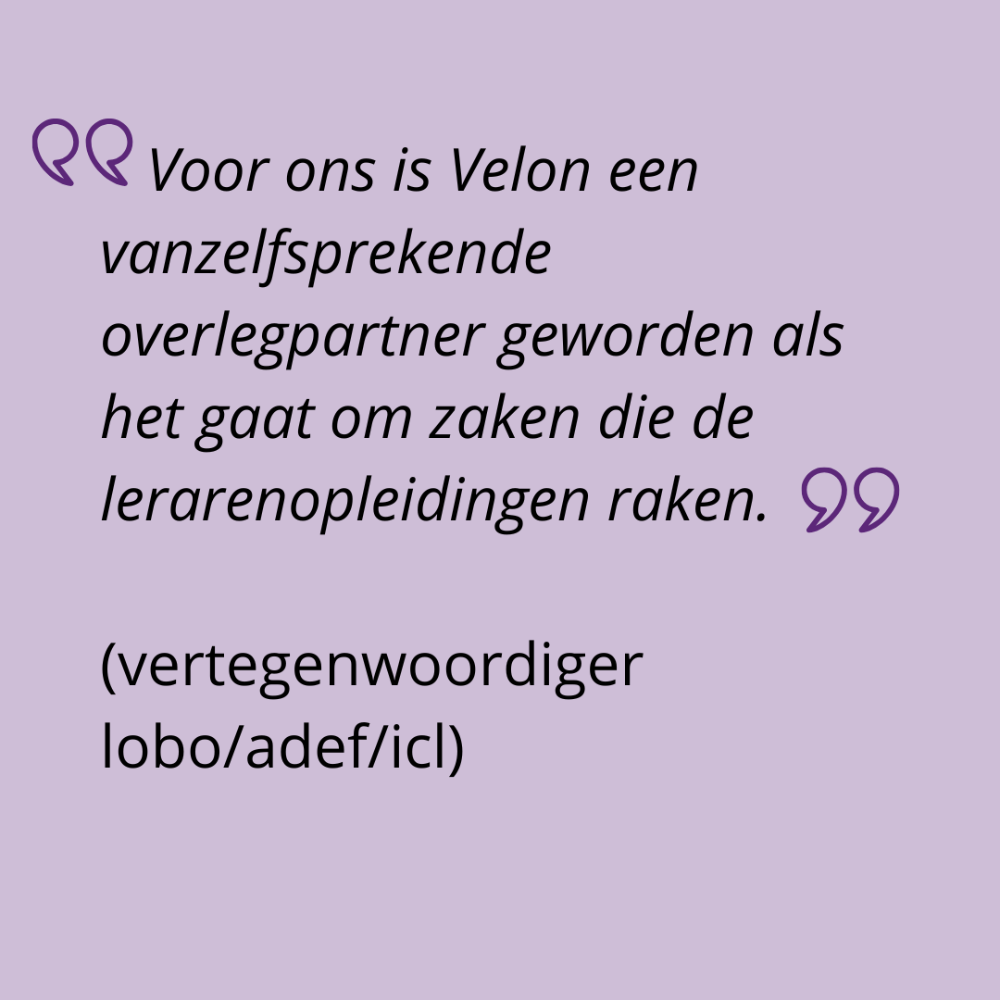 Voor ons is Velon een
vanzelfsprekende
overlegpartner geworden als
het gaat om zaken die de
lerarenopleidingen raken.
(vertegenwoordiger
lobo/adef/icl)